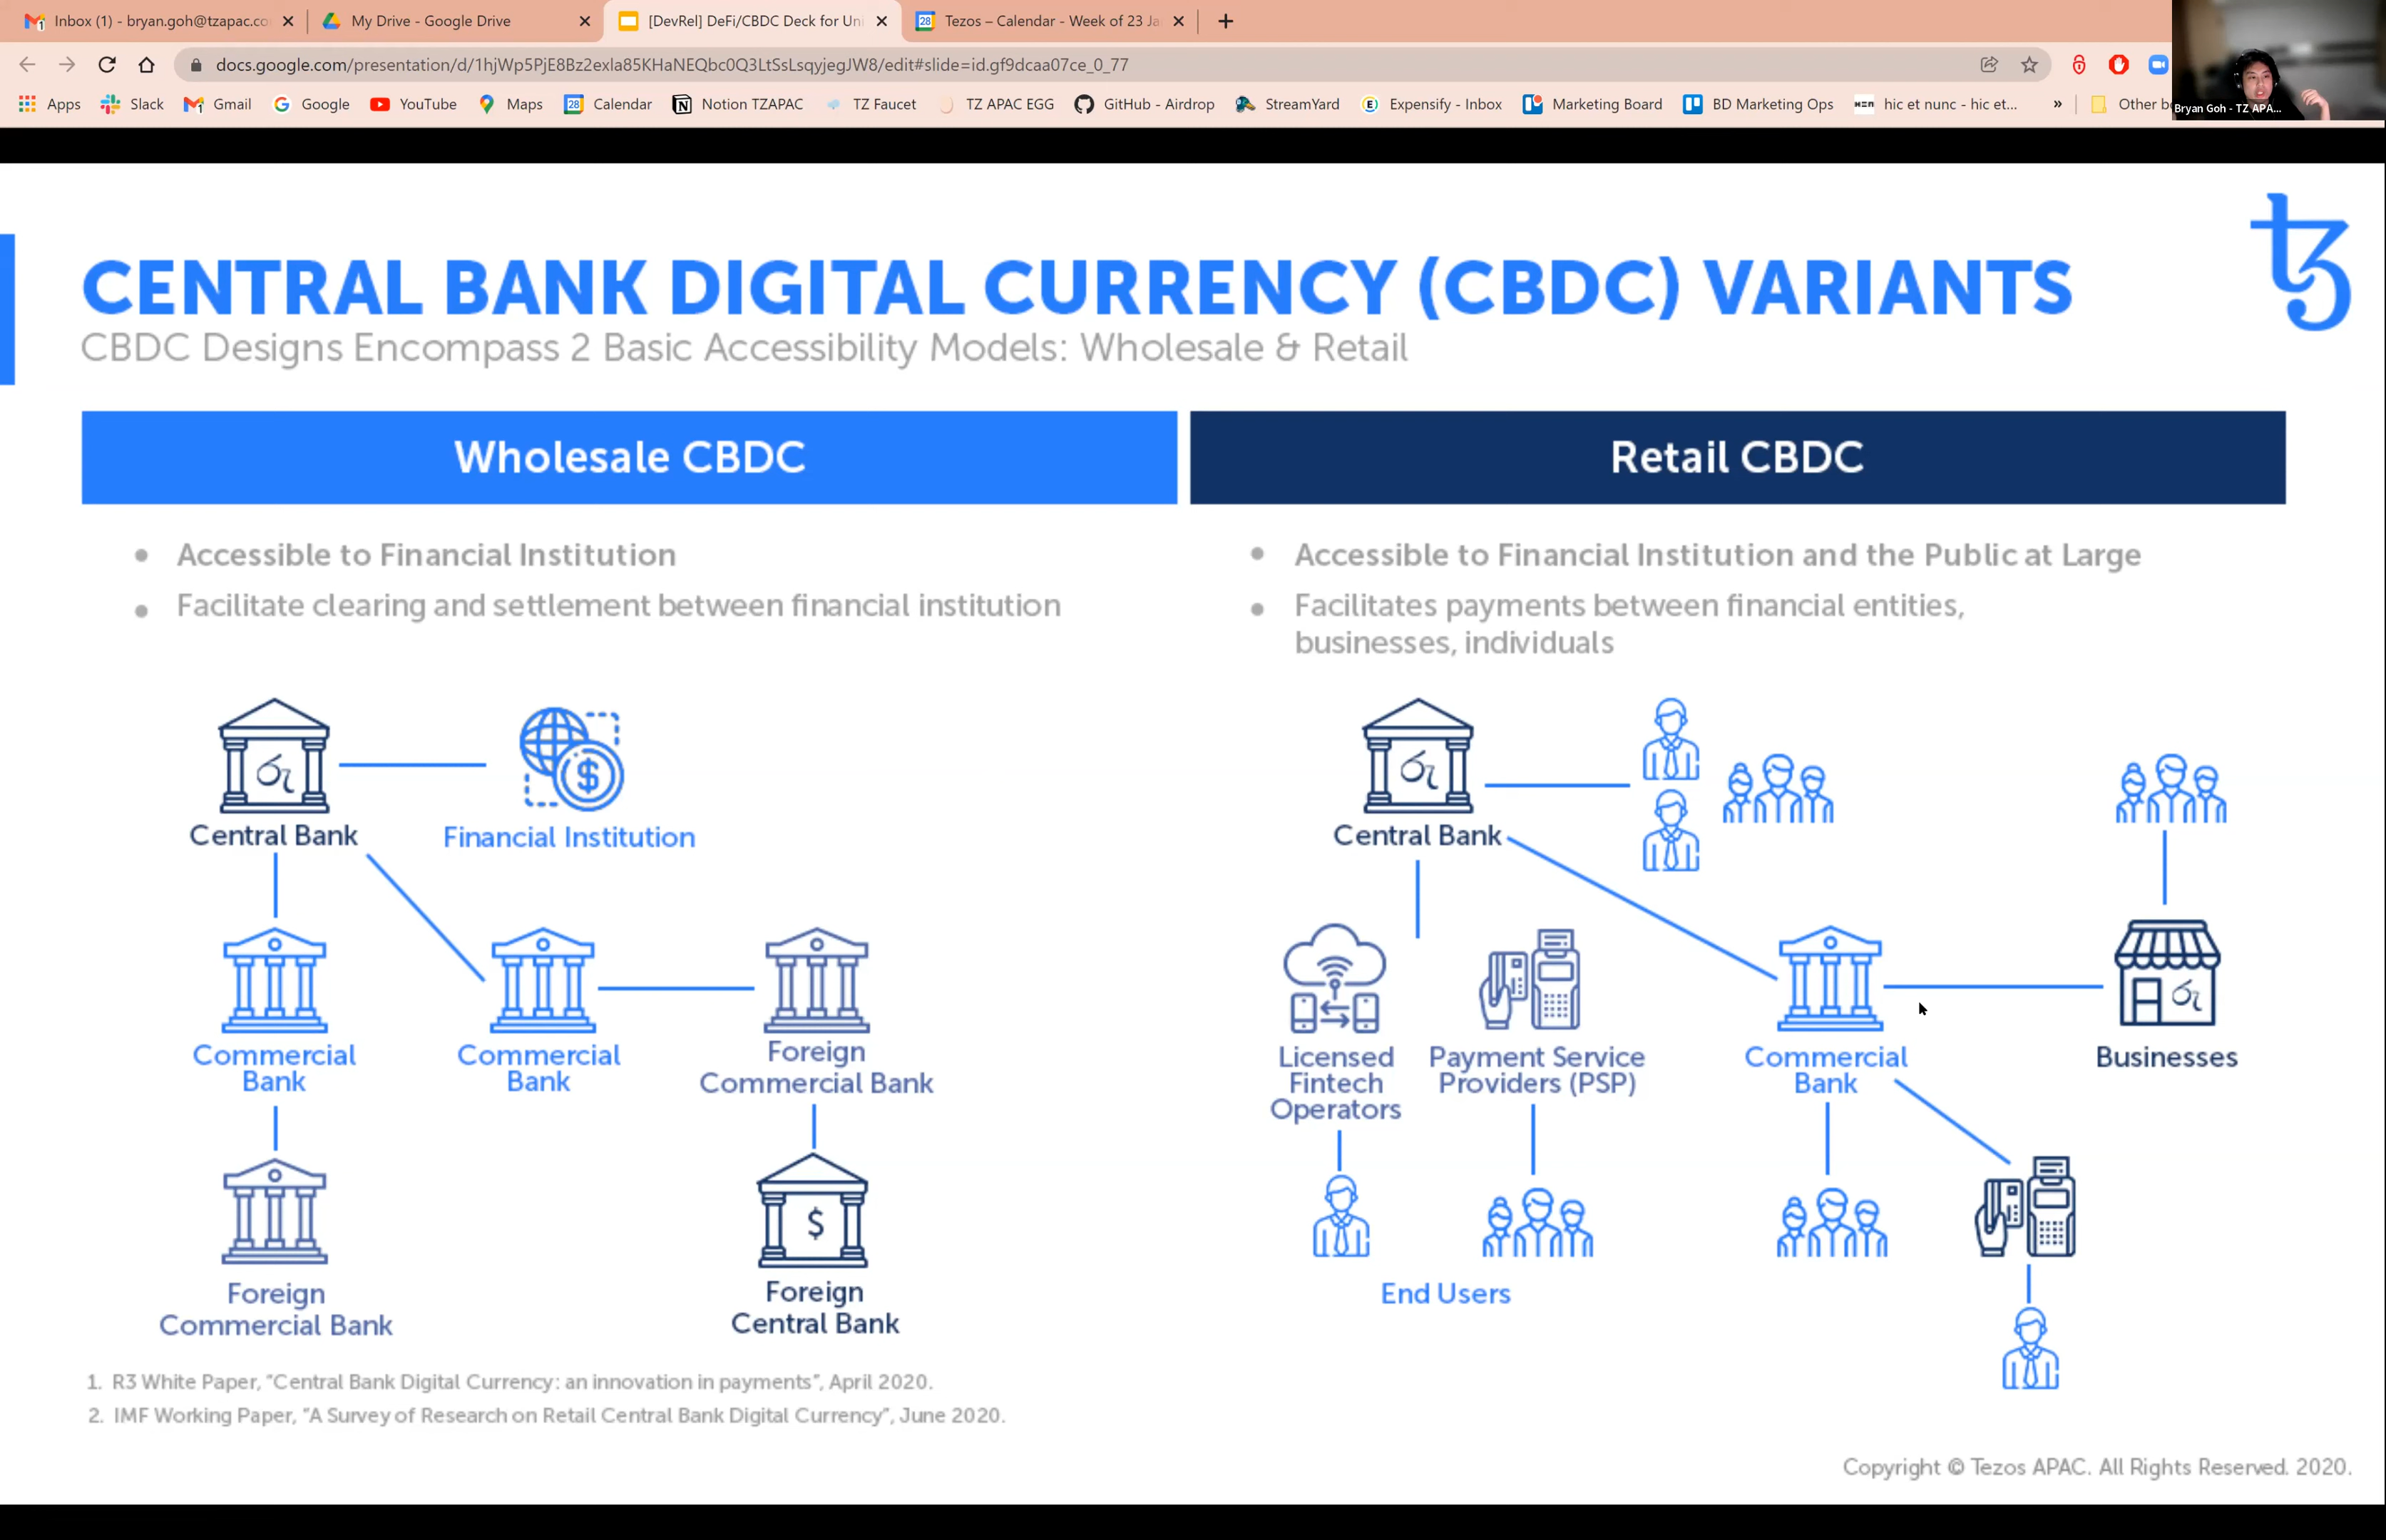 Inbox (1) - bryan.goh@tzapac.co
My Drive - Google Drive
[DevRel] DeFi/CBDC Deck for Uni
Tezos – Calendar - Week of 23 Ja
docs.google.com/presentation/d/1hjWp5PjE8Bz2exla85KHaNEQbc0Q3LtSsLsqyjegJW8/edit#slide=id.gf9dcaa07ce_0_77
Apps
Slack
Gmail
Google
YouTube
Maps
Calendar
Notion TZAPAC
TZ Faucet
TZ APAC EGG
GitHub - Airdrop
StreamYard
Expensify - Inbox
Marketing Board
BD Marketing Ops
hic et nunc - hic et...
»
Other b
Bryan Goh - TZ APA...
CENTRAL BANK DIGITAL CURRENCY (CBDC) VARIANTS
CBDC Designs Encompass 2 Basic Accessibility Models: Wholesale & Retail
Wholesale CBDC
• Accessible to Financial Institution
• Facilitate clearing and settlement between financial institution
රු
$
Central Bank
Financial Institution
Commercial
Bank
Commercial
Bank
Foreign
Commercial Bank
$
Foreign
Commercial Bank
Foreign
Central Bank
Retail CBDC
• Accessible to Financial Institution and the Public at Large
• Facilitates payments between financial entities,
businesses, individuals
රු
Central Bank
රු
Licensed
Fintech
Operators
Payment Service
Providers (PSP)
Commercial
Bank
Businesses
End Users
1. R3 White Paper, "Central Bank Digital Currency: an innovation in payments", April 2020.
2. IMF Working Paper, "A Survey of Research on Retail Central Bank Digital Currency", June 2020.
Copyright © Tezos APAC. All Rights Reserved. 2020.